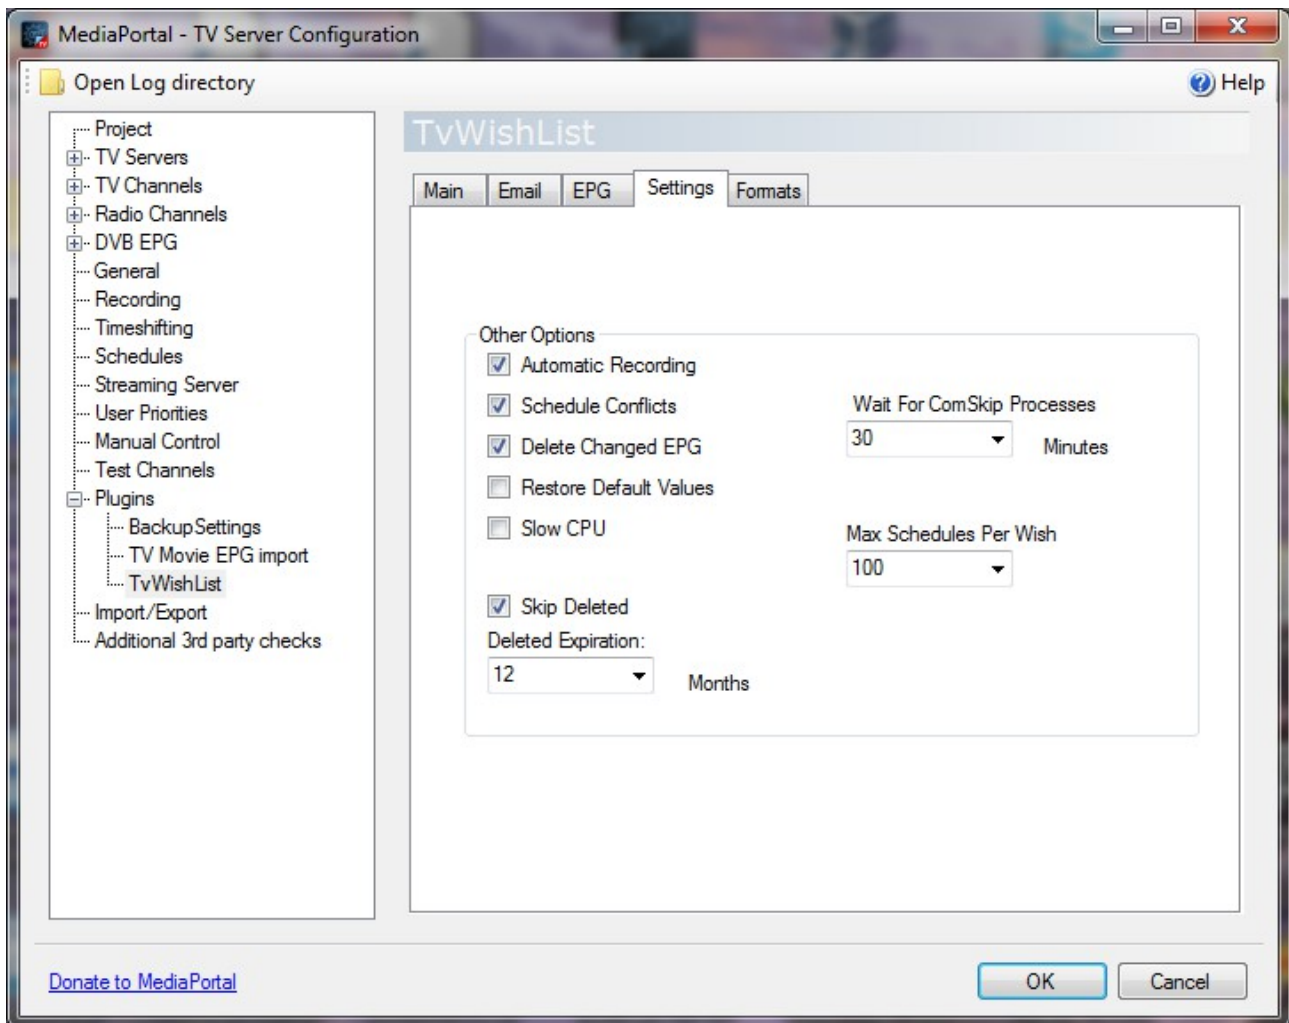 MediaPortal - TV Server Configuration
Open Log directory
Help
Project
TV Servers
TV Channels
Radio Channels
DVB EPG
General
Recording
Timeshifting
Schedules
Streaming Server
User Priorities
Manual Control
Test Channels
Plugins
BackupSettings
TV Movie EPG import
TvWishList
Import/Export
Additional 3rd party checks
TvWishList
Main Email EPG Settings Formats
Other Options
Automatic Recording
Schedule Conflicts
Delete Changed EPG
Restore Default Values
Slow CPU
Skip Deleted
Deleted Expiration:
12 Months
Wait For ComSkip Processes
30 Minutes
Max Schedules Per Wish
100
Donate to MediaPortal
OK Cancel